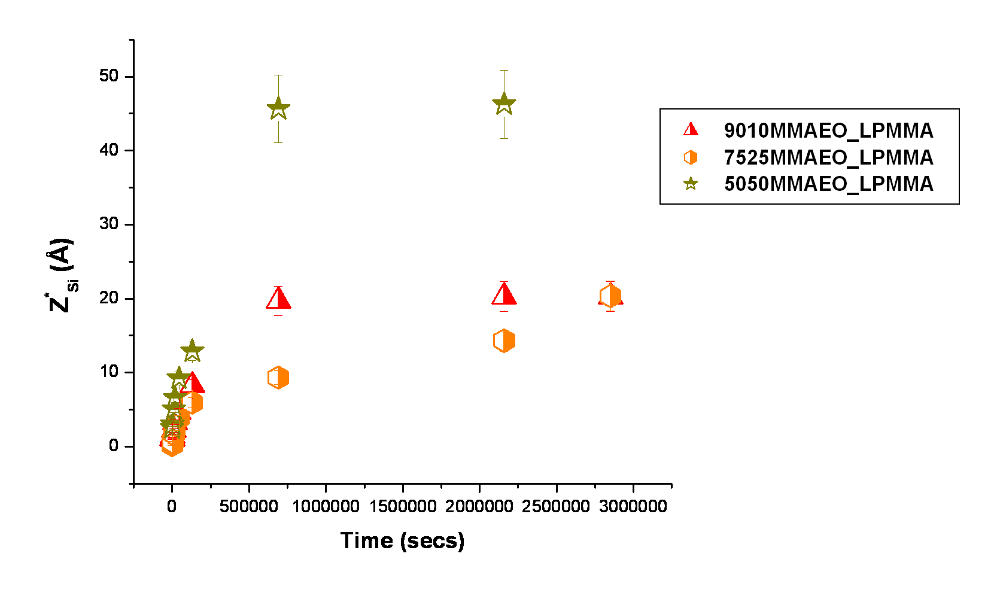 50
40
30
20
10
0
Z*Si (Å)
0 500000 1000000 1500000 2000000 2500000 3000000
Time (secs)
9010MMAEO_LPMMA
7525MMAEO_LPMMA
5050MMAEO_LPMMA